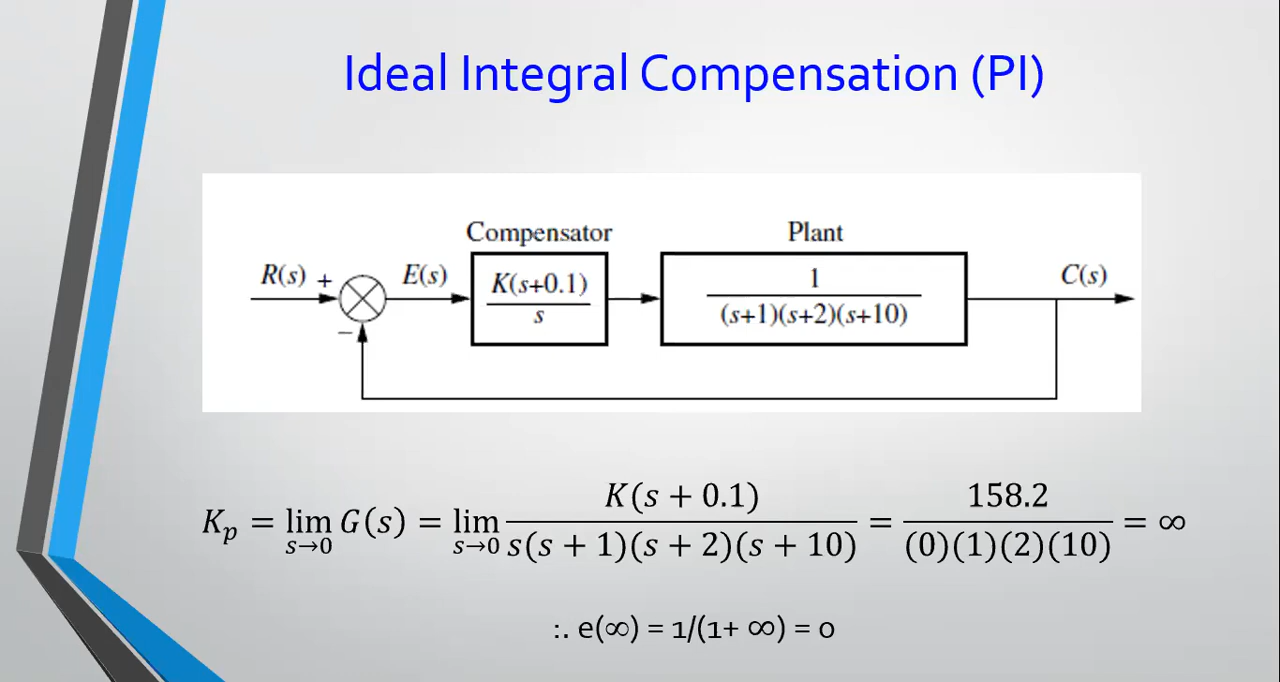 Ideal Integral Compensation (PI)
Compensator Plant
R(s) + E(s) K(s+0.1) 1 C(s)
s (s+1)(s+2)(s+10)
−
K_p = lim_{s→0} G(s) = lim_{s→0} K(s + 0.1) / s(s + 1)(s + 2)(s + 10) = 158.2 / (0)(1)(2)(10) = ∞
:. e(∞) = 1/(1+ ∞) = 0